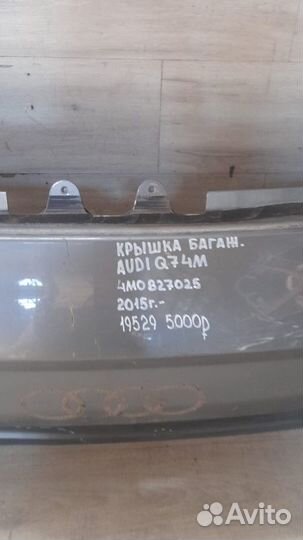 КРЫШКА БАГАЖ.
AUDI Q7 4M
4M0827025
2015г.-
19529 5000р
Avito